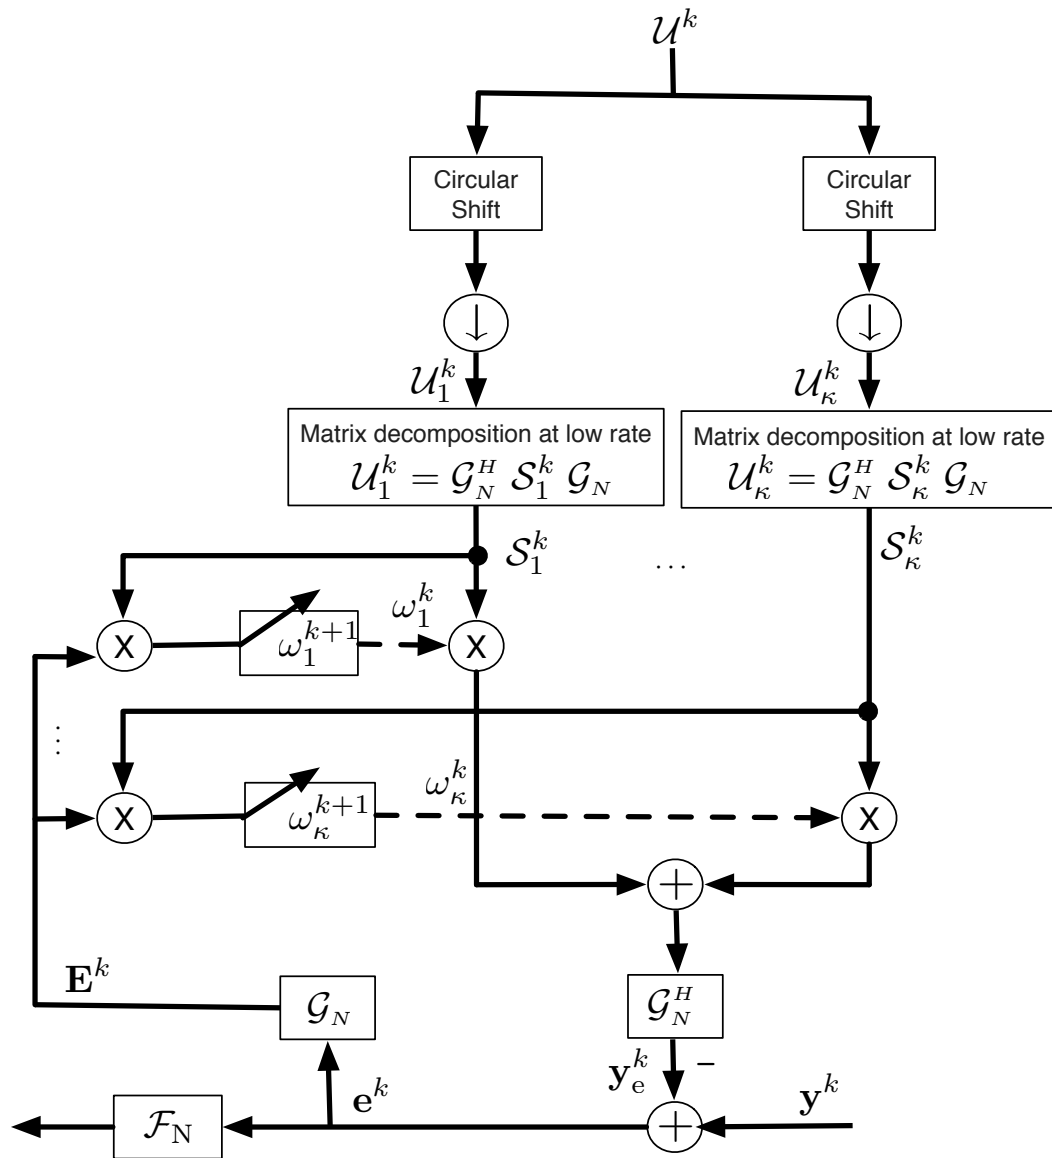 𝒰^k
Circular Shift
Circular Shift
↓
↓
𝒰_1^k
𝒰_κ^k
Matrix decomposition at low rate
𝒰_1^k = 𝒢_N^H 𝒮_1^k 𝒢_N
Matrix decomposition at low rate
𝒰_κ^k = 𝒢_N^H 𝒮_κ^k 𝒢_N
𝒮_1^k
...
𝒮_κ^k
X
ω_1^{k+1}
ω_1^k
X
...
X
ω_κ^{k+1}
ω_κ^k
X
+
𝐄^k
𝒢_N
𝒢_N^H
𝐲_e^k
−
𝐞^k
𝐲^k
ℱ_N
+